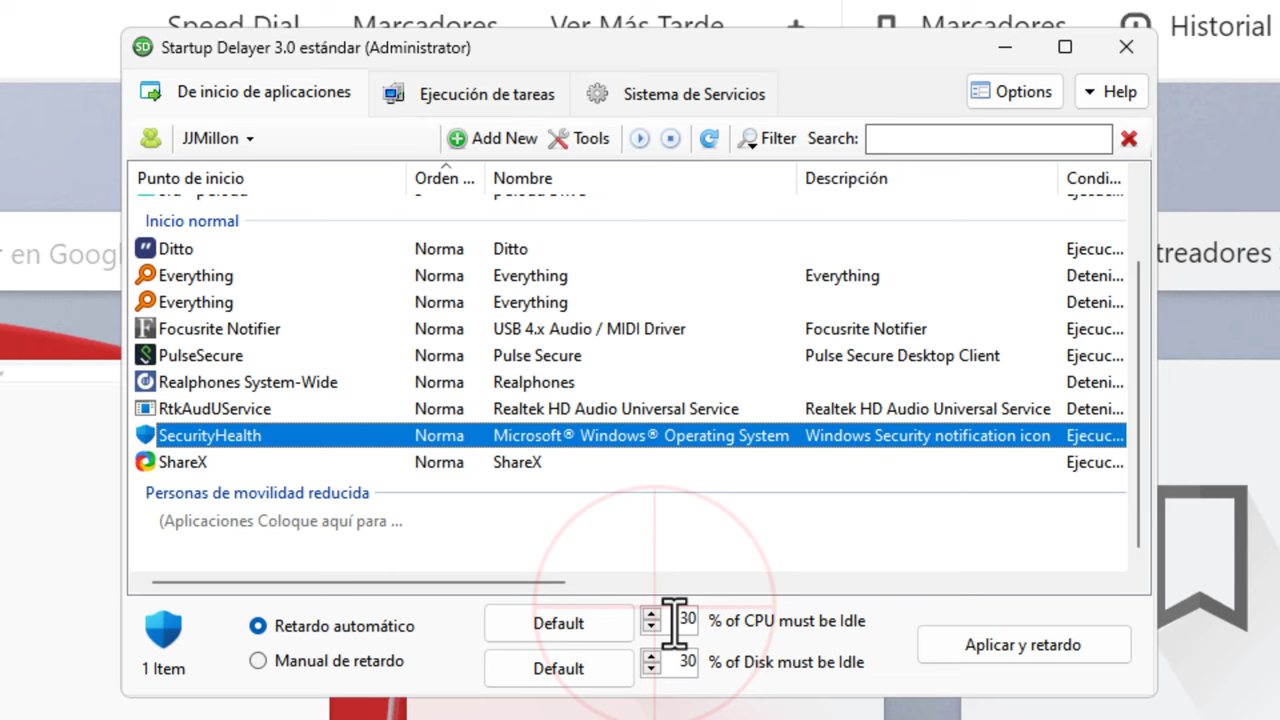 Speed Dial Marcadores Ver Más Tarde + Marcadores Historial
Startup Delayer 3.0 estándar (Administrator)
De inicio de aplicaciones Ejecución de tareas Sistema de Servicios Options Help
JJMillon Add New Tools Filter Search:
Punto de inicio Orden ... Nombre Descripción Condi...
Inicio normal
Ditto Norma Ditto Ejecuc...
Everything Norma Everything Everything Deteni...
Everything Norma Everything Deteni...
Focusrite Notifier Norma USB 4.x Audio / MIDI Driver Focusrite Notifier Ejecuc...
PulseSecure Norma Pulse Secure Pulse Secure Desktop Client Ejecuc...
Realphones System-Wide Norma Realphones Deteni...
RtkAudUService Norma Realtek HD Audio Universal Service Realtek HD Audio Universal Service Deteni...
SecurityHealth Norma Microsoft® Windows® Operating System Windows Security notification icon Ejecuc...
ShareX Norma ShareX Ejecuc...
Personas de movilidad reducida
(Aplicaciones Coloque aquí para ...
r en Goog
treadores
1 Item
Retardo automático Default 30 % of CPU must be Idle
Manual de retardo Default 30 % of Disk must be Idle
Aplicar y retardo